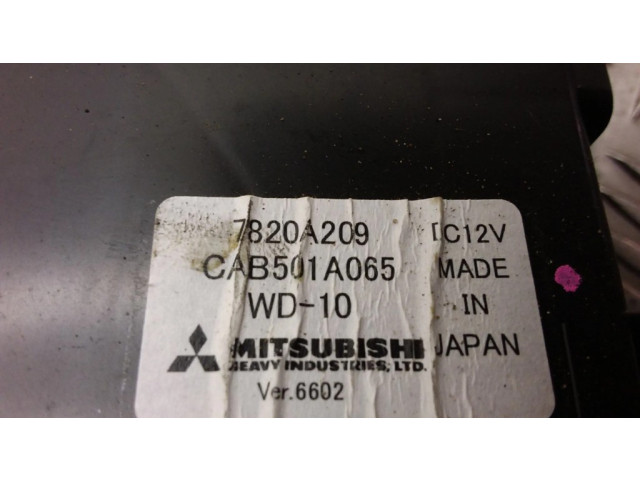 7820A209 DC12V
CAB501A065 MADE
WD-10 IN
MITSUBISHI JAPAN
HEAVY INDUSTRIES, LTD.
Ver.6602